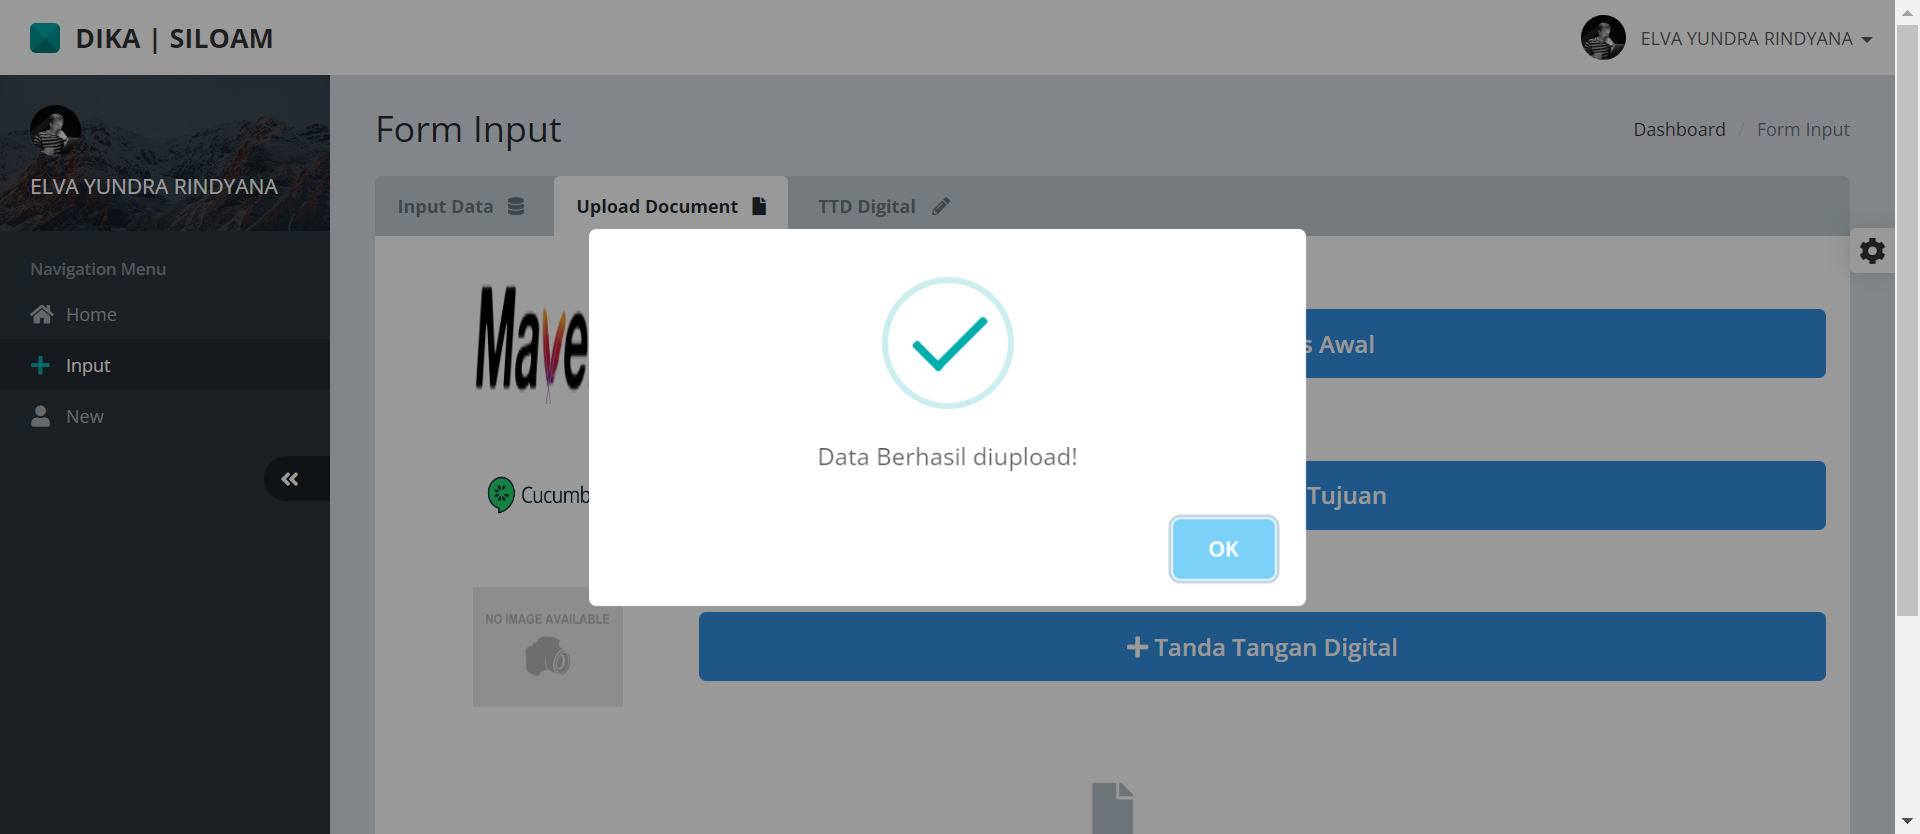 DIKA | SILOAM
ELVA YUNDRA RINDYANA
ELVA YUNDRA RINDYANA
Navigation Menu
Home
Input
New
Form Input
Dashboard / Form Input
Input Data
Upload Document
TTD Digital
Mave
s Awal
Data Berhasil diupload!
Cucumb
Tujuan
OK
NO IMAGE AVAILABLE
Tanda Tangan Digital